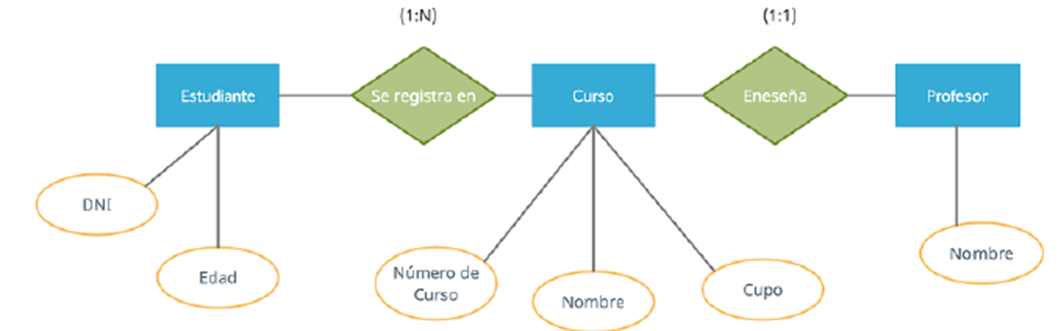 (1:N)
(1:1)
Estudiante
Se registra en
Curso
Eneseña
Profesor
DNI
Edad
Número de
Curso
Nombre
Cupo
Nombre